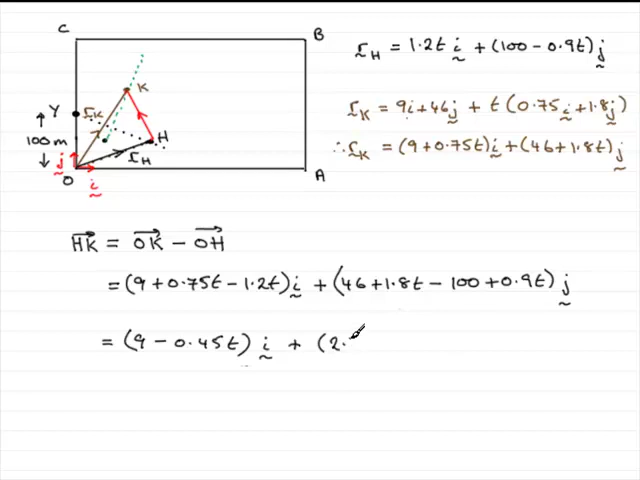 C
B
Y
100 m
O
A
r_K
K
H
r_H
j
i
r_H = 1.2t i + (100 - 0.9t) j
r_K = 9i + 46j + t(0.75i + 1.8j)
∴ r_K = (9 + 0.75t) i + (46 + 1.8t) j
HK = OK - OH
= (9 + 0.75t - 1.2t) i + (46 + 1.8t - 100 + 0.9t) j
= (9 - 0.45t) i + (2.